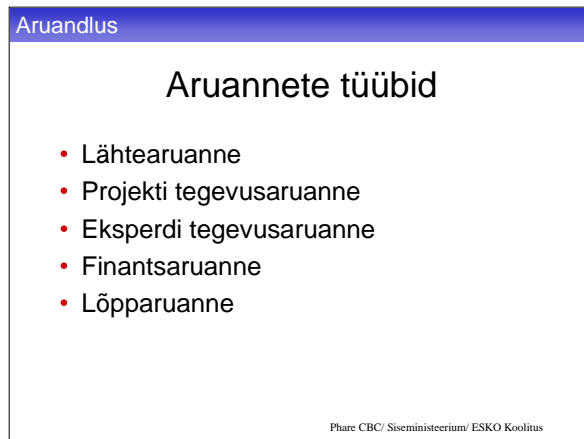 Aruandlus
Aruannete tüübid
• Lähtearuanne
• Projekti tegevusaruanne
• Eksperdi tegevusaruanne
• Finantsaruanne
• Lõpparuanne
Phare CBC/ Siseministeerium/ ESKO Koolitus